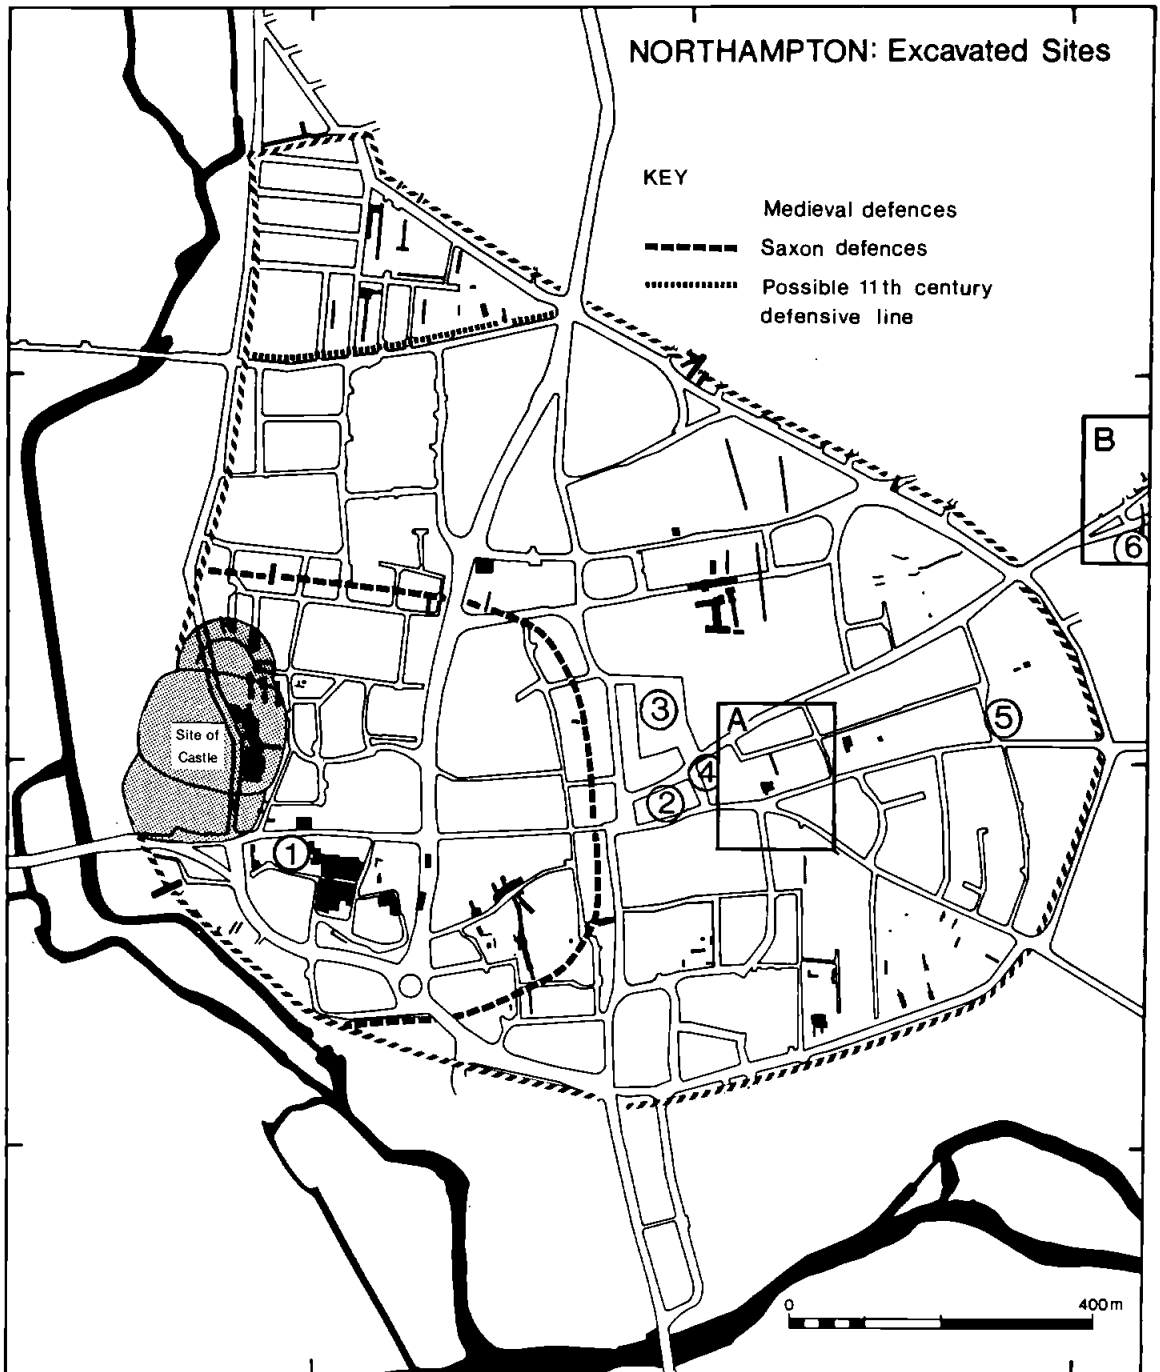 NORTHAMPTON: Excavated Sites
KEY
Medieval defences
Saxon defences
Possible 11th century
defensive line
B
6
3
A
5
4
2
Site of
Castle
1
0
400m